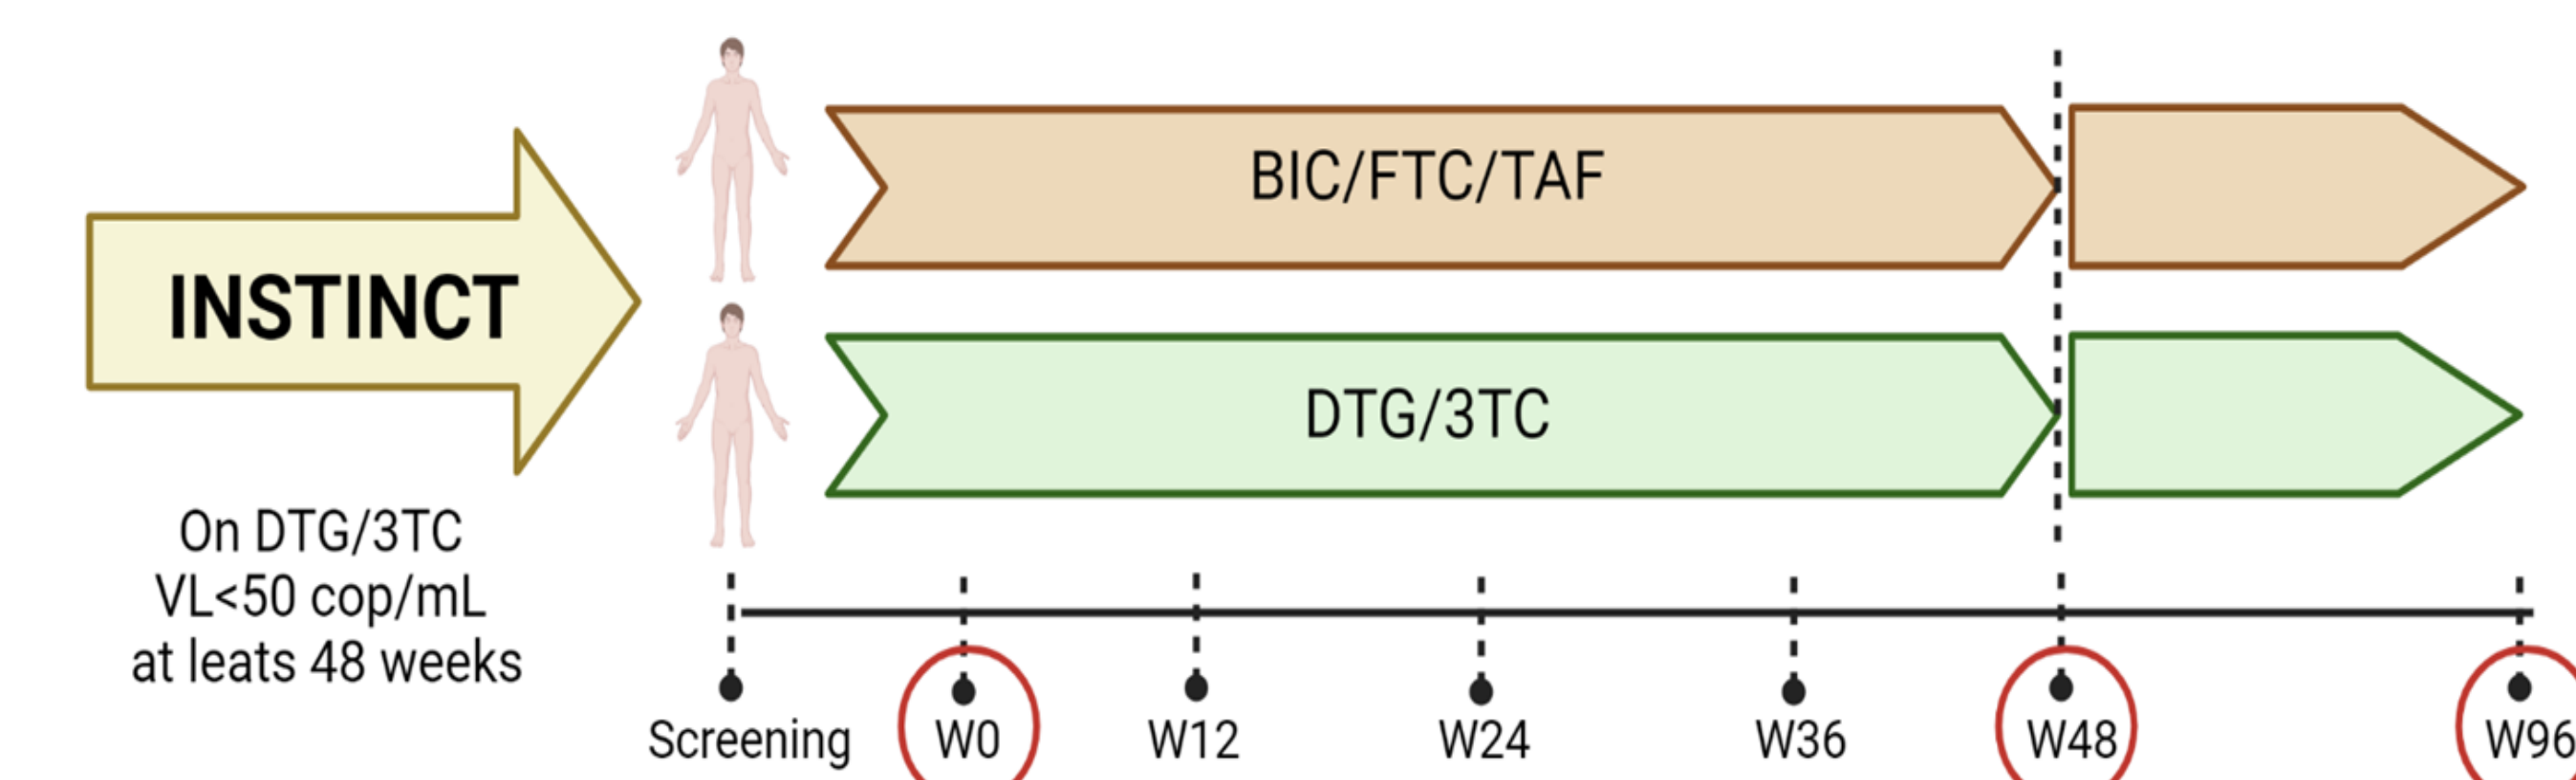 BIC/FTC/TAF
INSTINCT
DTG/3TC
On DTG/3TC
VL<50 cop/mL
at leats 48 weeks
Screening W0 W12 W24 W36 W48 W96